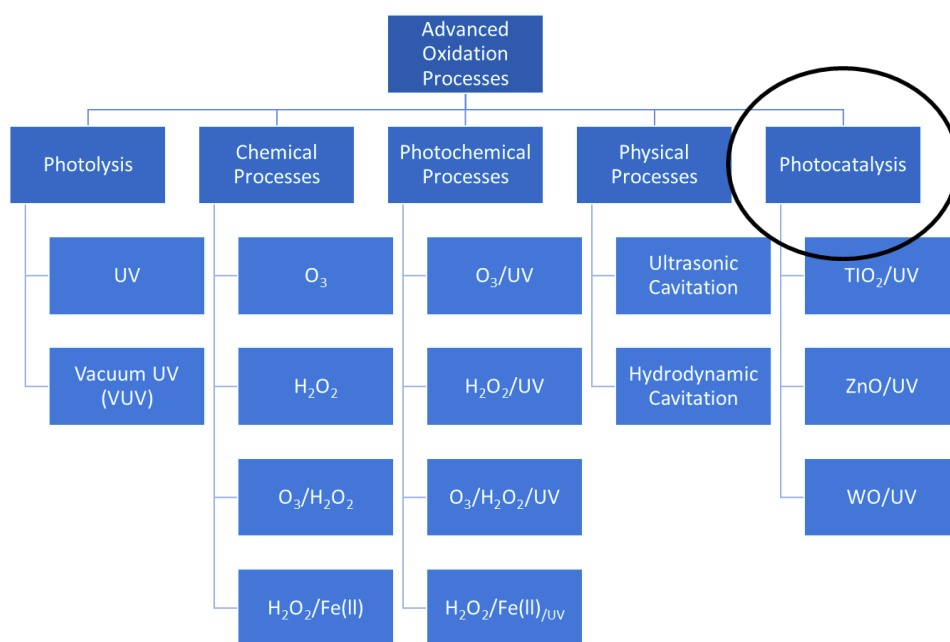 Advanced
Oxidation
Processes
Photolysis
Chemical
Processes
Photochemical
Processes
Physical
Processes
Photocatalysis
UV
O₃
O₃/UV
Ultrasonic
Cavitation
TIO₂/UV
Vacuum UV
(VUV)
H₂O₂
H₂O₂/UV
Hydrodynamic
Cavitation
ZnO/UV
O₃/H₂O₂
O₃/H₂O₂/UV
WO/UV
H₂O₂/Fe(ll)
H₂O₂/Fe(ll)/UV